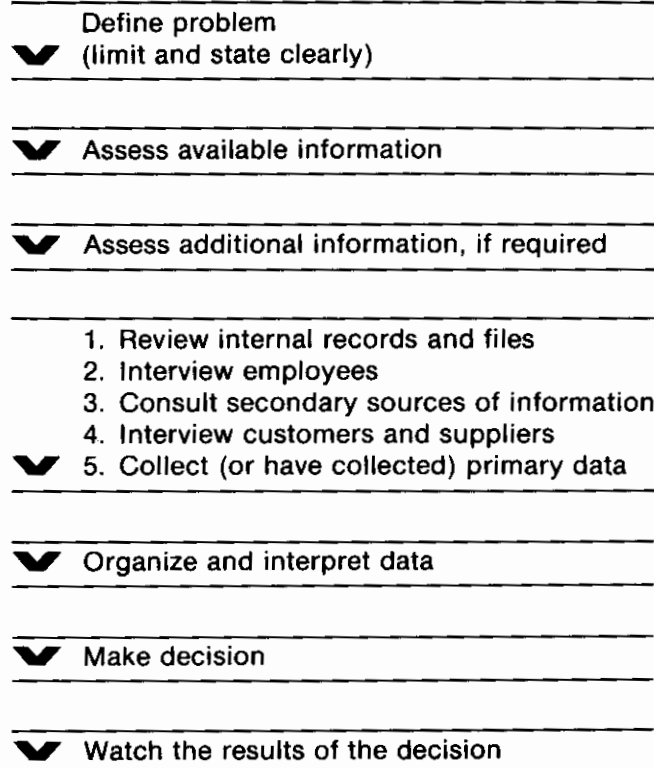 Define problem
(limit and state clearly)
Assess available information
Assess additional information, if required
1. Review internal records and files
2. Interview employees
3. Consult secondary sources of information
4. Interview customers and suppliers
5. Collect (or have collected) primary data
Organize and interpret data
Make decision
Watch the results of the decision